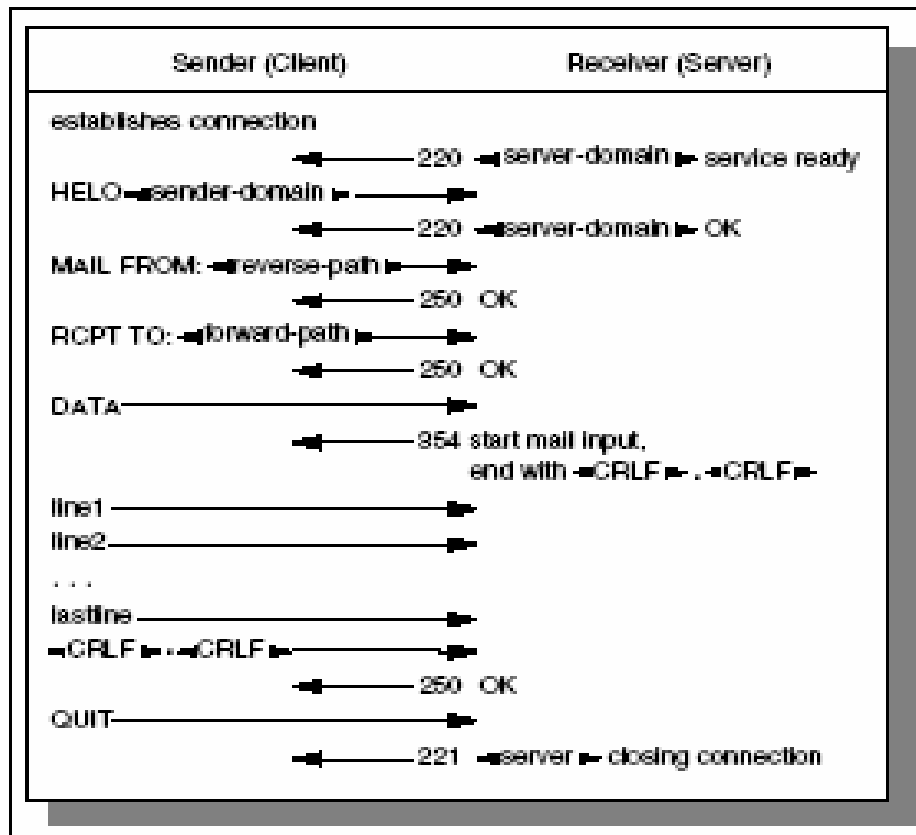 Sender (Client) Receiver (Server)
establishes connection
220 <server-domain> service ready
HELO <sender-domain>
220 <server-domain> OK
MAIL FROM: <reverse-path>
250 OK
RCPT TO: <forward-path>
250 OK
DATA
354 start mail input,
end with <CRLF> . <CRLF>
line1
line2
. . .
lastline
<CRLF> . <CRLF>
250 OK
QUIT
221 <server> closing connection